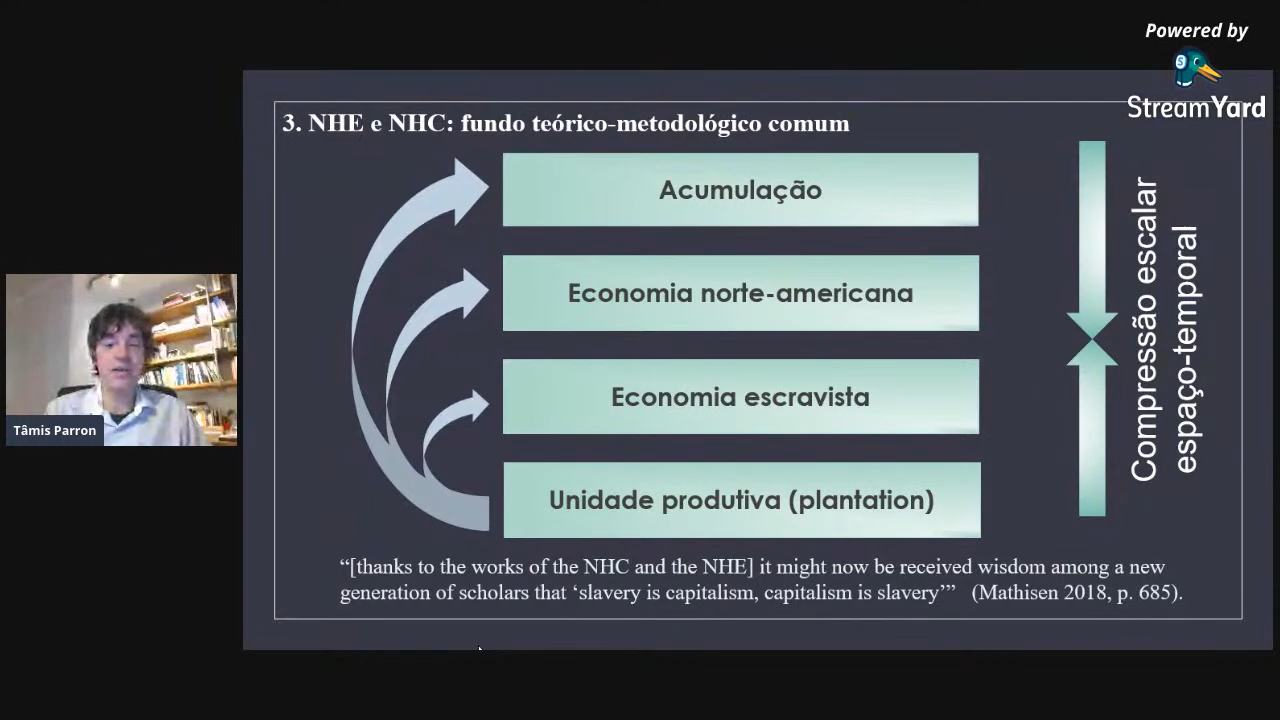 Powered by
StreamYard
3. NHE e NHC: fundo teórico-metodológico comum
Acumulação
Economia norte-americana
Economia escravista
Unidade produtiva (plantation)
Compressão escalar
espaço-temporal
“[thanks to the works of the NHC and the NHE] it might now be received wisdom among a new
generation of scholars that ‘slavery is capitalism, capitalism is slavery’” (Mathisen 2018, p. 685).
Tâmis Parron